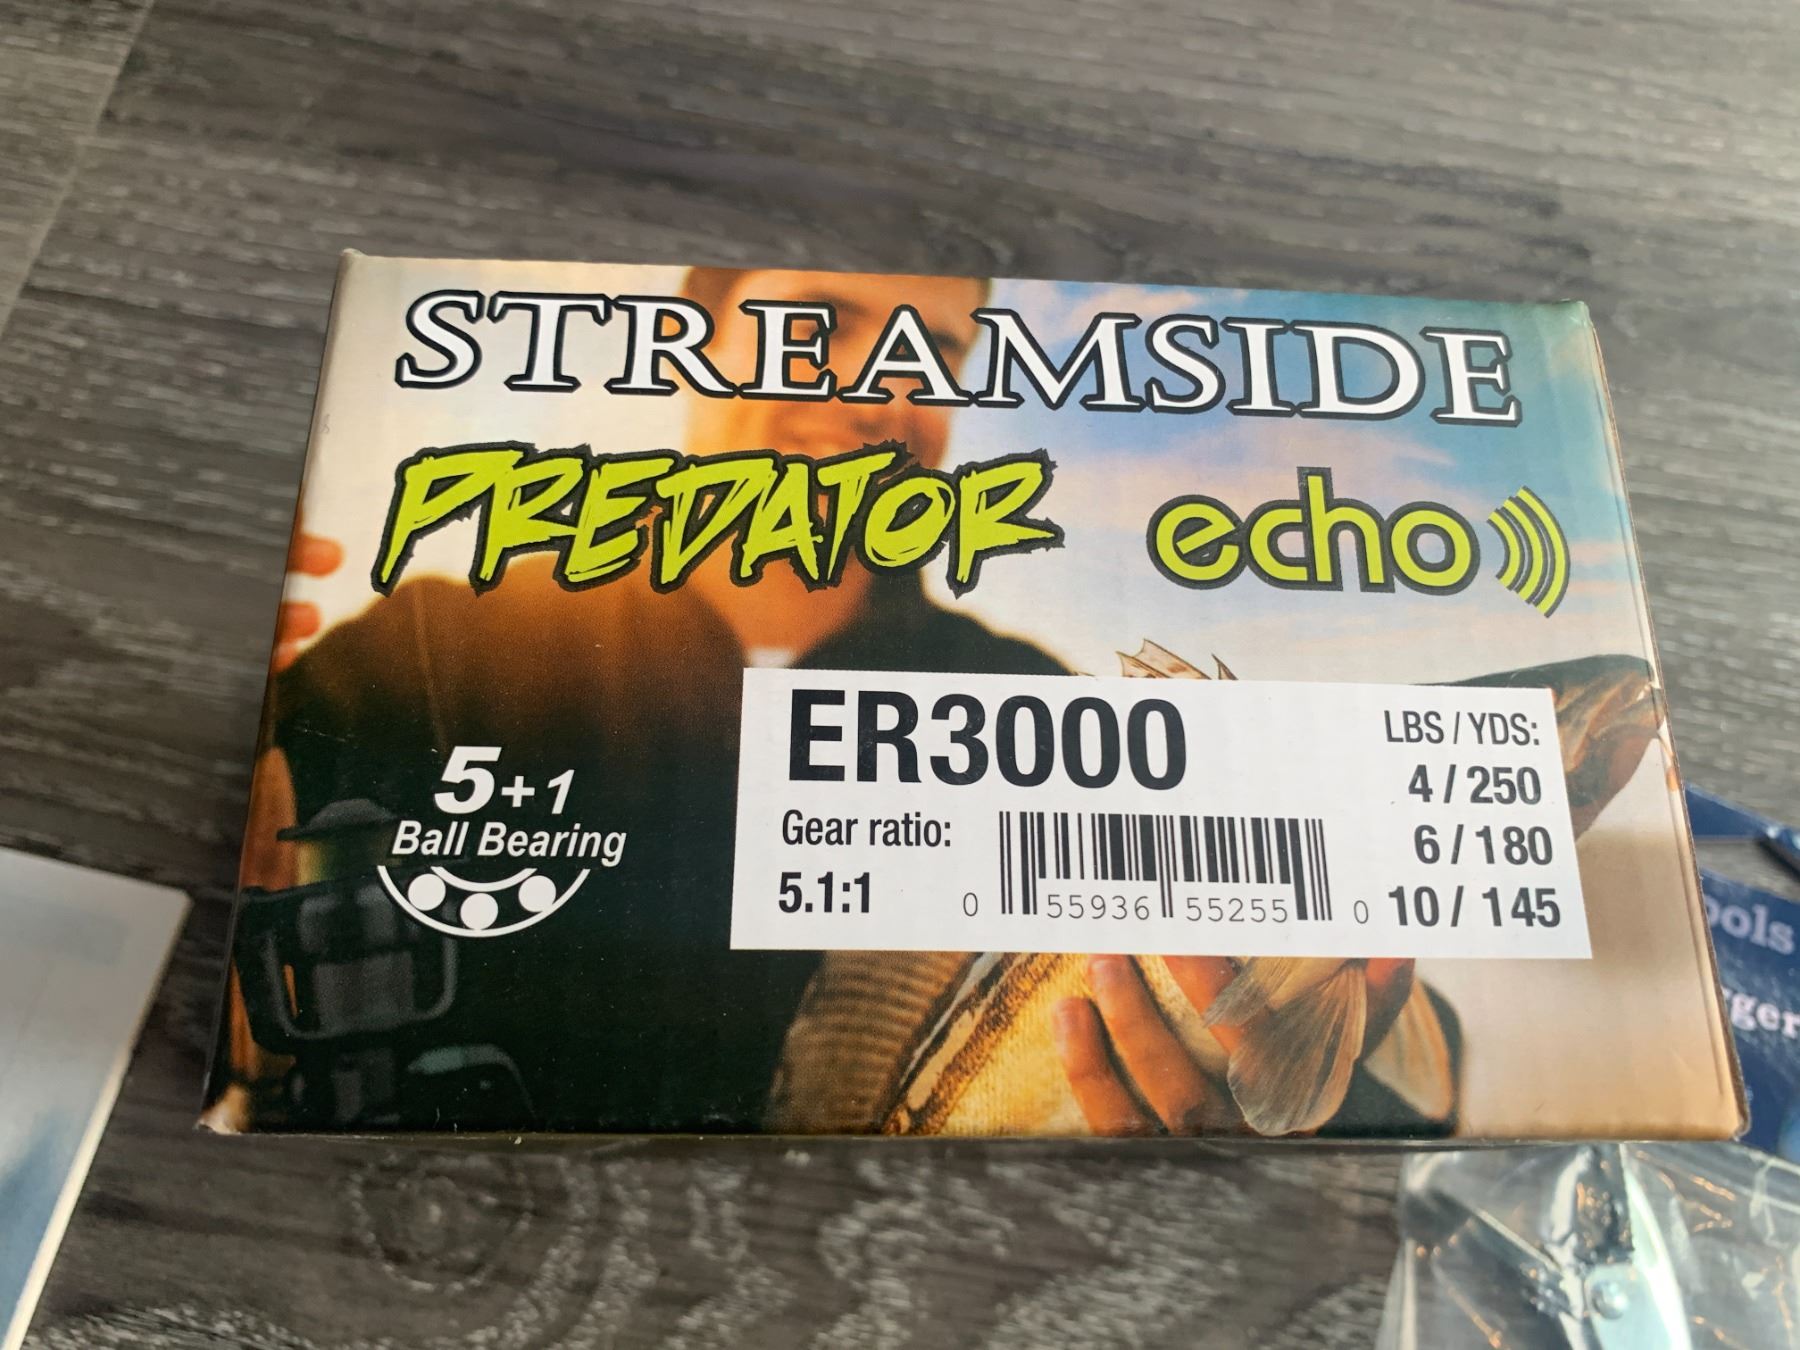 STREAMSIDE
PREDATOR echo
5+1
Ball Bearing
ER3000
Gear ratio:
5.1:1
0 55936 55255 0
LBS/YDS:
4/250
6/180
10/145